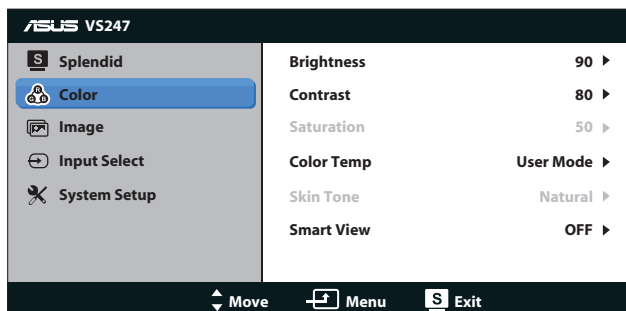 ASUS VS247
S Splendid
R G B Color
Image
Input Select
System Setup
Brightness 90
Contrast 80
Saturation 50
Color Temp User Mode
Skin Tone Natural
Smart View OFF
Move Menu S Exit